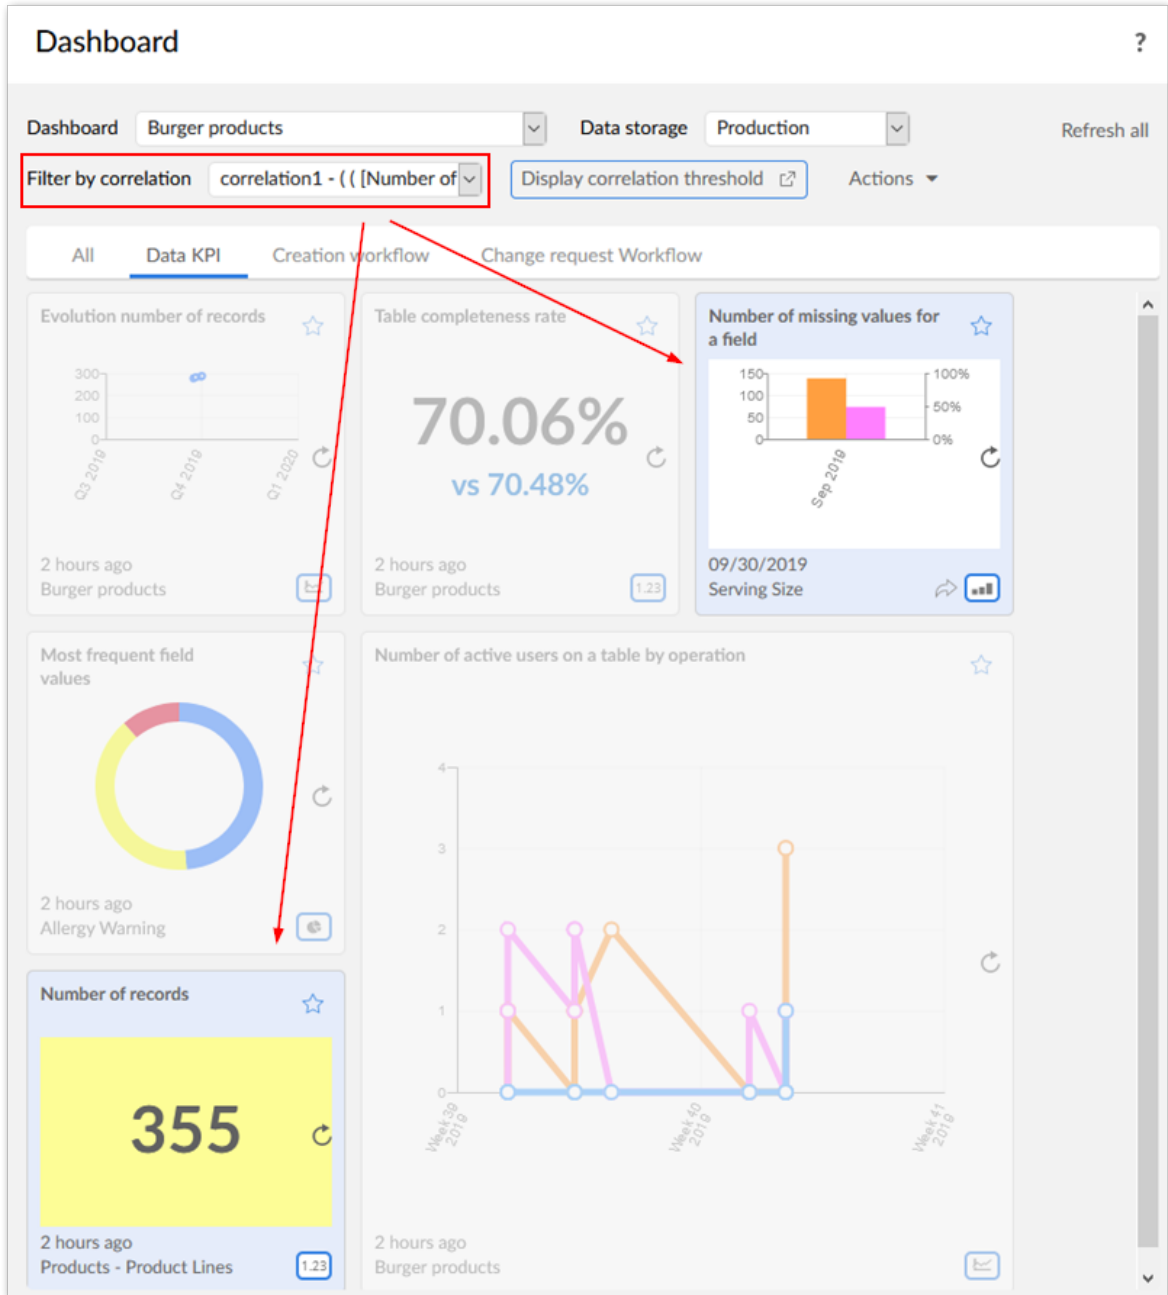 Dashboard
?
Dashboard Burger products Data storage Production Refresh all
Filter by correlation correlation1 - ( ( [Number of Display correlation threshold Actions
All Data KPI Creation workflow Change request Workflow
Evolution number of records
300
200
100
0
Q3 2019
Q4 2019
Q1 2020
2 hours ago
Burger products
Table completeness rate
70.06%
vs 70.48%
2 hours ago
Burger products
1.23
Number of missing values for
a field
150
100
50
0
100%
50%
0%
Sep 2019
09/30/2019
Serving Size
Most frequent field
values
2 hours ago
Allergy Warning
Number of active users on a table by operation
4
3
2
1
0
Week 39
2019
Week 40
2019
Week 41
2019
2 hours ago
Burger products
Number of records
355
2 hours ago
Products - Product Lines
1.23